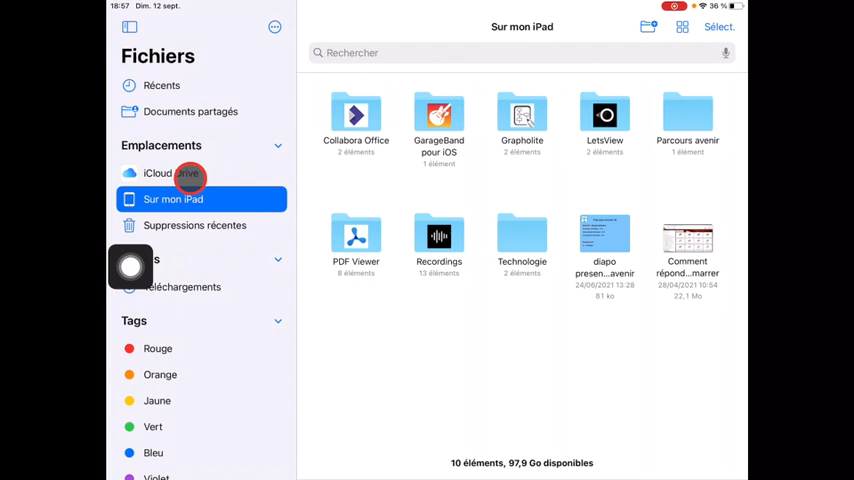 18:57 Dim. 12 sept.
36 %
Fichiers
Récents
Documents partagés
Emplacements
iCloud Drive
Sur mon iPad
Suppressions récentes
Téléchargements
Tags
Rouge
Orange
Jaune
Vert
Bleu
Violet
Sur mon iPad
Sélect.
Rechercher
Collabora Office
2 éléments
GarageBand
pour iOS
1 élément
Grapholite
2 éléments
LetsView
2 éléments
Parcours avenir
1 élément
PDF Viewer
8 éléments
Recordings
13 éléments
Technologie
2 éléments
diapo
presen...avenir
24/06/2021 13:28
81 ko
Comment
répond...marrer
28/04/2021 10:54
22,1 Mo
10 éléments, 97,9 Go disponibles